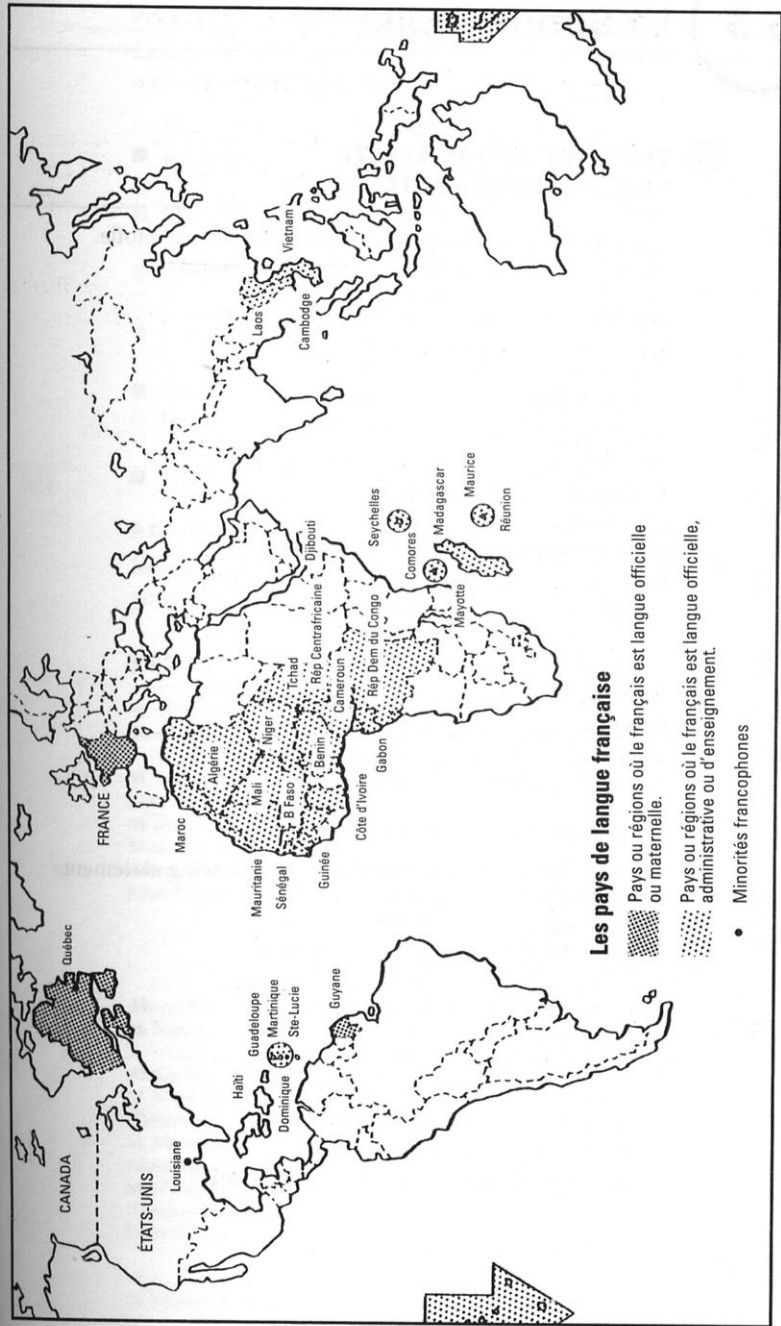 CANADA
Québec
ÉTATS-UNIS
Louisiane
Haïti
Guadeloupe
Martinique
Ste-Lucie
Dominique
Guyane
FRANCE
Maroc
Algérie
Mauritanie
Mali
Niger
Tchad
Sénégal
B Faso
Guinée
Benin
Côte d'Ivoire
Rép Centrafricaine
Cameroun
Gabon
Rép Dem du Congo
Djibouti
Seychelles
Comores
Madagascar
Mayotte
Maurice
Réunion
Laos
Vietnam
Cambodge
Les pays de langue française
Pays ou régions où le français est langue officielle
ou maternelle.
Pays ou régions où le français est langue officielle,
administrative ou d'enseignement.
Minorités francophones